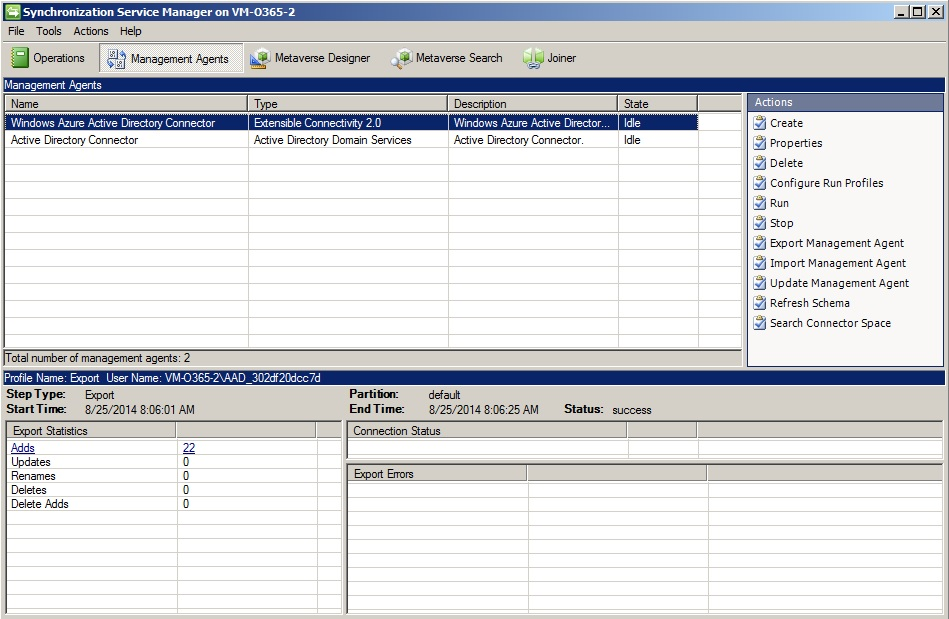 Synchronization Service Manager on VM-O365-2
File Tools Actions Help
Operations Management Agents Metaverse Designer Metaverse Search Joiner
Management Agents
Name Type Description State
Windows Azure Active Directory Connector Extensible Connectivity 2.0 Windows Azure Active Director... Idle
Active Directory Connector Active Directory Domain Services Active Directory Connector. Idle
Total number of management agents: 2
Actions
Create
Properties
Delete
Configure Run Profiles
Run
Stop
Export Management Agent
Import Management Agent
Update Management Agent
Refresh Schema
Search Connector Space
Profile Name: Export User Name: VM-O365-2\AAD_302df20dcc7d
Step Type: Export Partition: default
Start Time: 8/25/2014 8:06:01 AM End Time: 8/25/2014 8:06:25 AM Status: success
Export Statistics
Adds 22
Updates 0
Renames 0
Deletes 0
Delete Adds 0
Connection Status
Export Errors